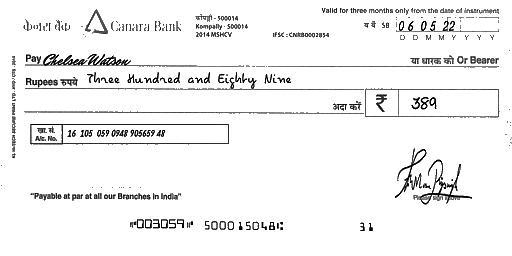 केनरा बैंक Canara Bank
कोंपल्ली - 500014
Kompally - 500014
2014 MSHCV
IFSC : CNRB0002854
Valid for three months only from the date of instrument
SB 06 05 22
D D M M Y Y Y Y
Pay Chelsea Watson या धारक को Or Bearer
Rupees रुपये Three Hundred and Eighty Nine
अदा करें ₹ 389
खा. सं.
A/c. No. 16 105 059 0948 905659 48
"Payable at par at all our Branches in India"
Please sign above
⑈003059⑈ 500015048⑆ 31